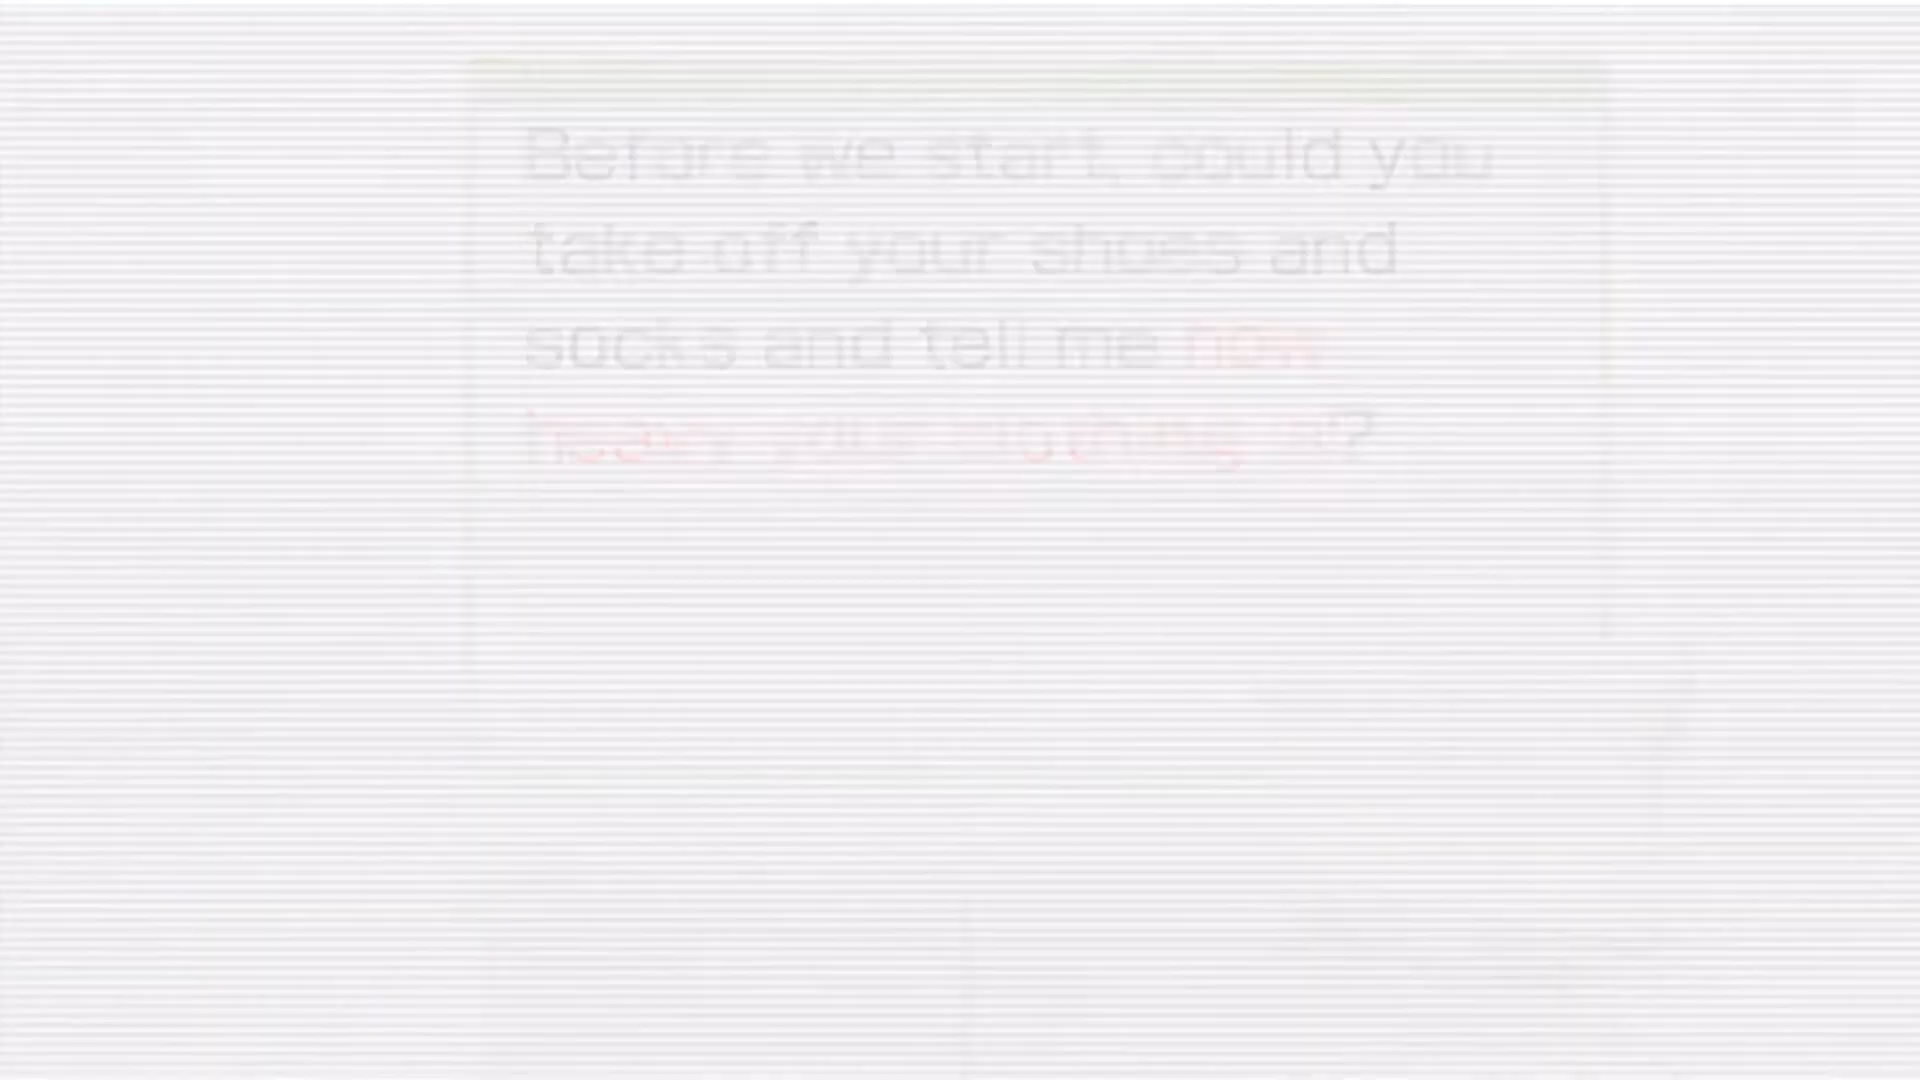 Before we start, could you
take off your shoes and
socks and tell me how
heavy your clothing is?